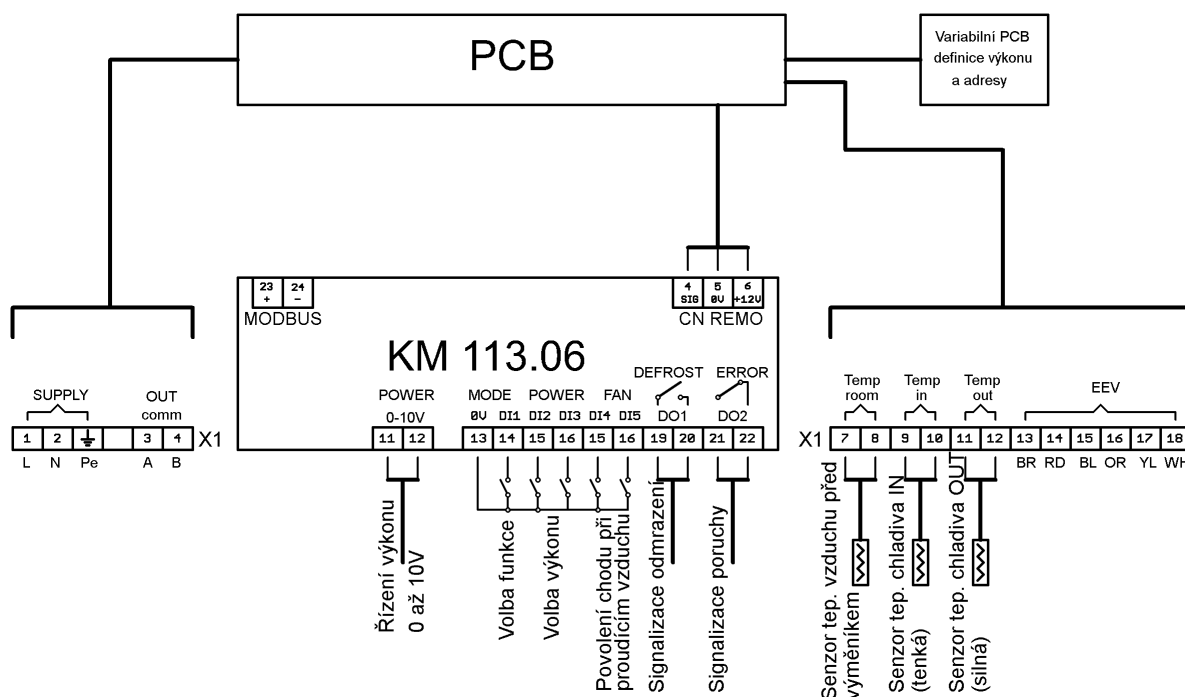 PCB
Variabilní PCB
definice výkonu
a adresy
23 24
+ -
MODBUS
4 5 6
SIG 0V +12V
CN REMO
KM 113.06
DEFROST ERROR
POWER MODE POWER FAN
0-10V 0V DI1 DI2 DI3 DI4 DI5 DO1 DO2
11 12 13 14 15 16 15 16 19 20 21 22
SUPPLY OUT
comm
1 2 3 4 X1
L N Pe A B
Temp
room
Temp
in
Temp
out
EEV
X1 7 8 9 10 11 12 13 14 15 16 17 18
BR RD BL OR YL WH
Řízení výkonu
0 až 10V
Volba funkce
Volba výkonu
Povolení chodu při
proudícím vzduchu
Signalizace odmrazení
Signalizace poruchy
Senzor tep. vzduchu před
výměníkem
Senzor tep. chladiva IN
(tenká)
Senzor tep. chladiva OUT
(silná)